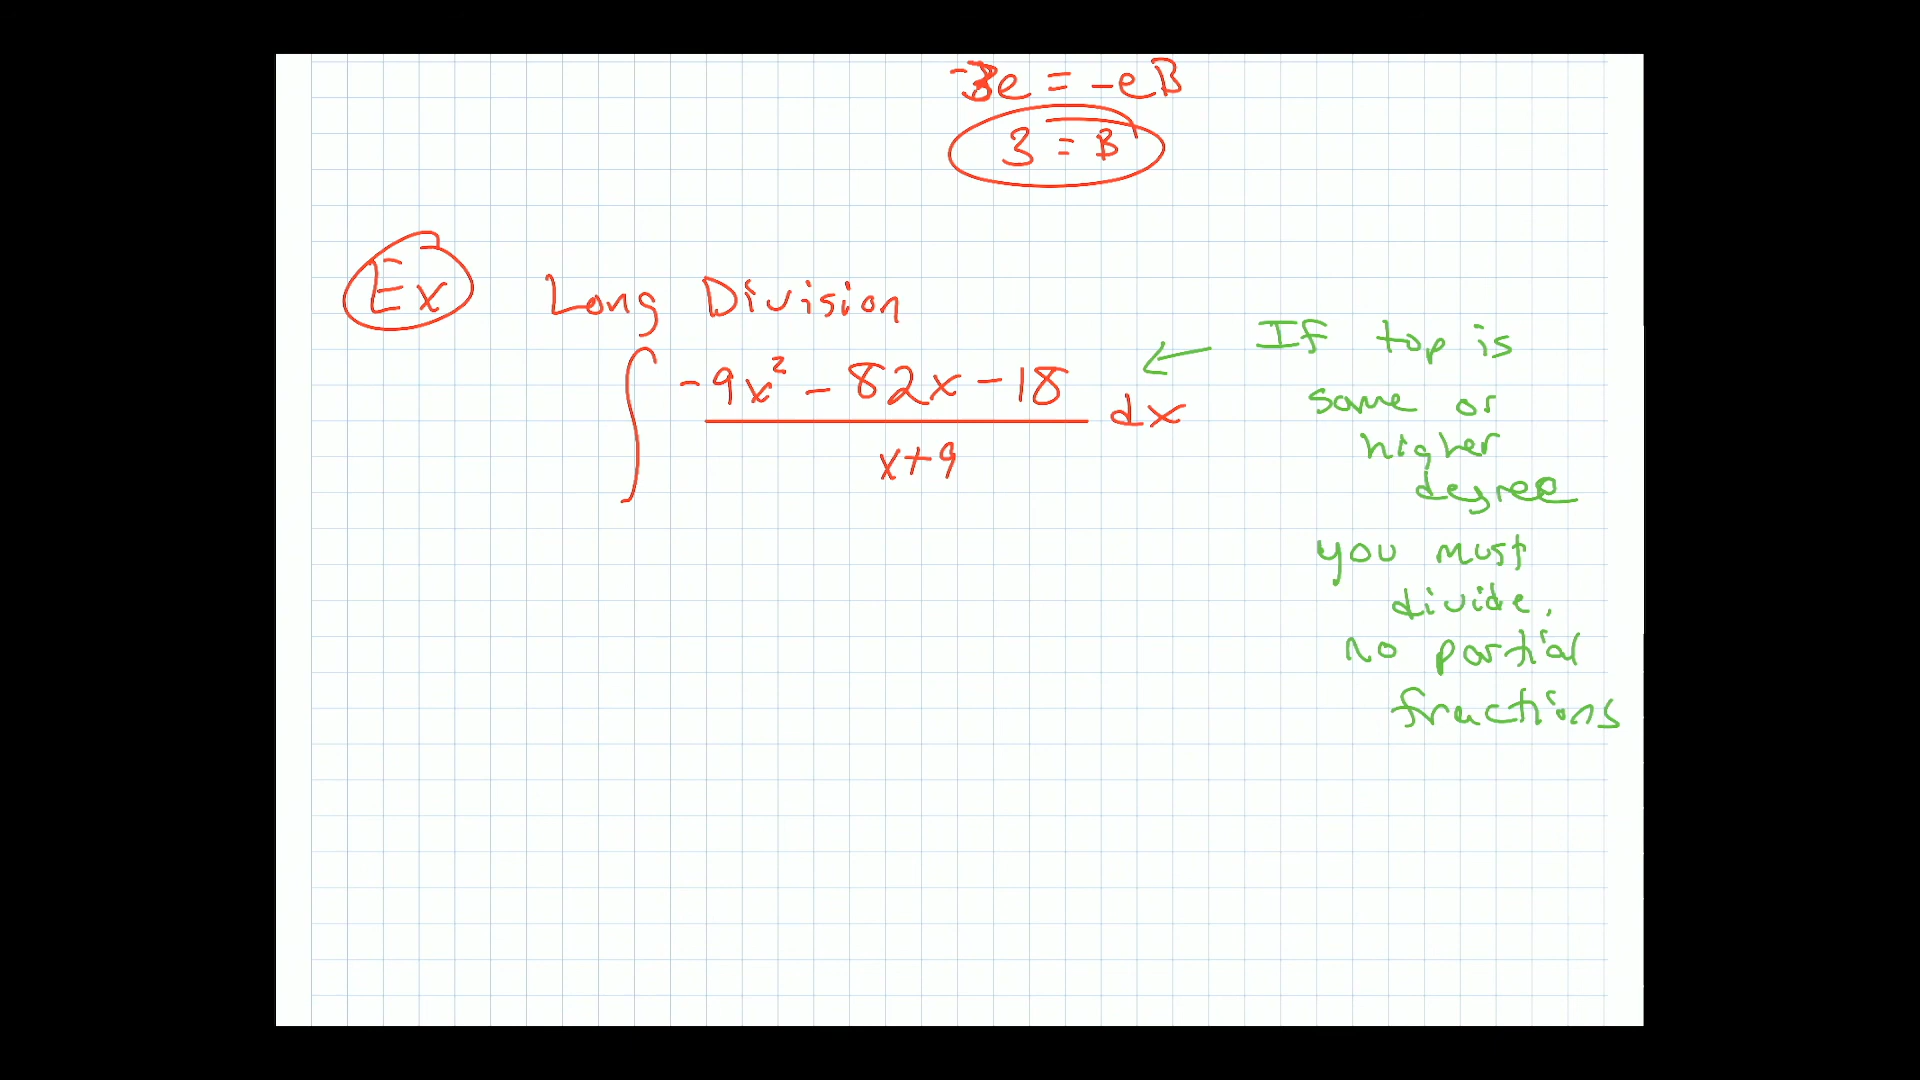 -3e = -eB
3 = B
Ex Long Division
∫ (-9x² - 82x - 18)/(x+9) dx
If top is
same or
higher
degree
you must
divide.
no partial
fractions